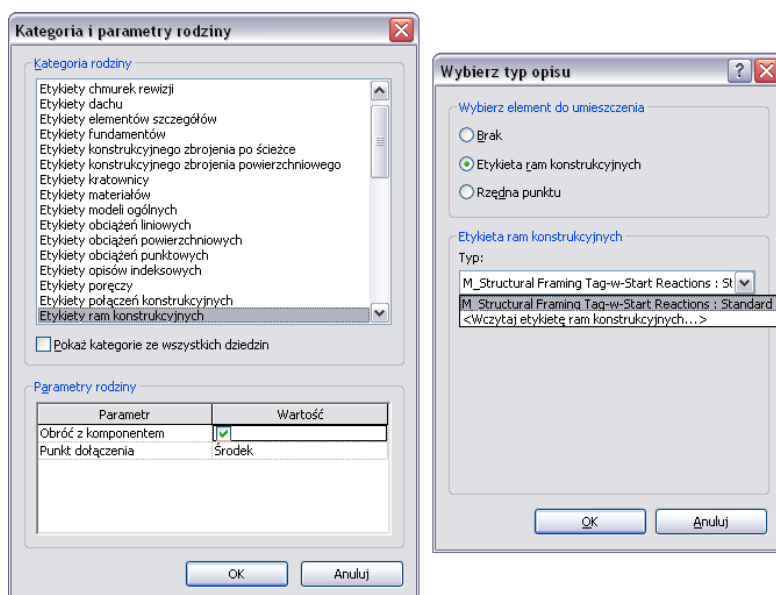 Kategoria i parametry rodziny
Kategoria rodziny
Etykiety chmurek rewizji
Etykiety dachu
Etykiety elementów szczegółów
Etykiety fundamentów
Etykiety konstrukcyjnego zbrojenia po ścieżce
Etykiety konstrukcyjnego zbrojenia powierzchniowego
Etykiety kratownicy
Etykiety materiałów
Etykiety modeli ogólnych
Etykiety obciążeń liniowych
Etykiety obciążeń powierzchniowych
Etykiety obciążeń punktowych
Etykiety opisów indeksowych
Etykiety poręczy
Etykiety połączeń konstrukcyjnych
Etykiety ram konstrukcyjnych
Pokaż kategorie ze wszystkich dziedzin
Parametry rodziny
Parametr Wartość
Obróć z komponentem
Punkt dołączenia Środek
OK Anuluj
Wybierz typ opisu
Wybierz element do umieszczenia
Brak
Etykieta ram konstrukcyjnych
Rzędna punktu
Etykieta ram konstrukcyjnych
Typ:
M_Structural Framing Tag-w-Start Reactions : St
M_Structural Framing Tag-w-Start Reactions : Standard
<Wczytaj etykietę ram konstrukcyjnych...>
OK Anuluj